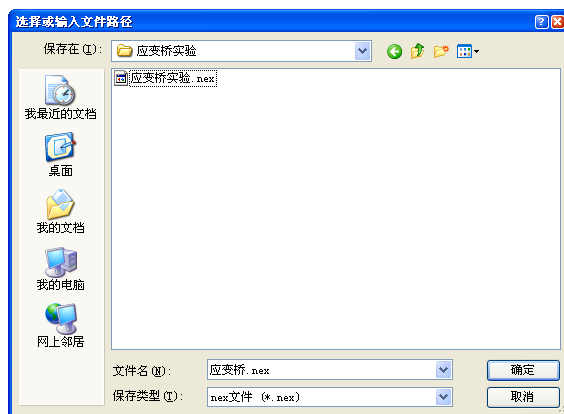 选择或输入文件路径
保存在(I):
应变桥实验
应变桥实验.nex
我最近的文档
桌面
我的文档
我的电脑
网上邻居
文件名(N):
应变桥.nex
确定
保存类型(T):
nex文件 (*.nex)
取消